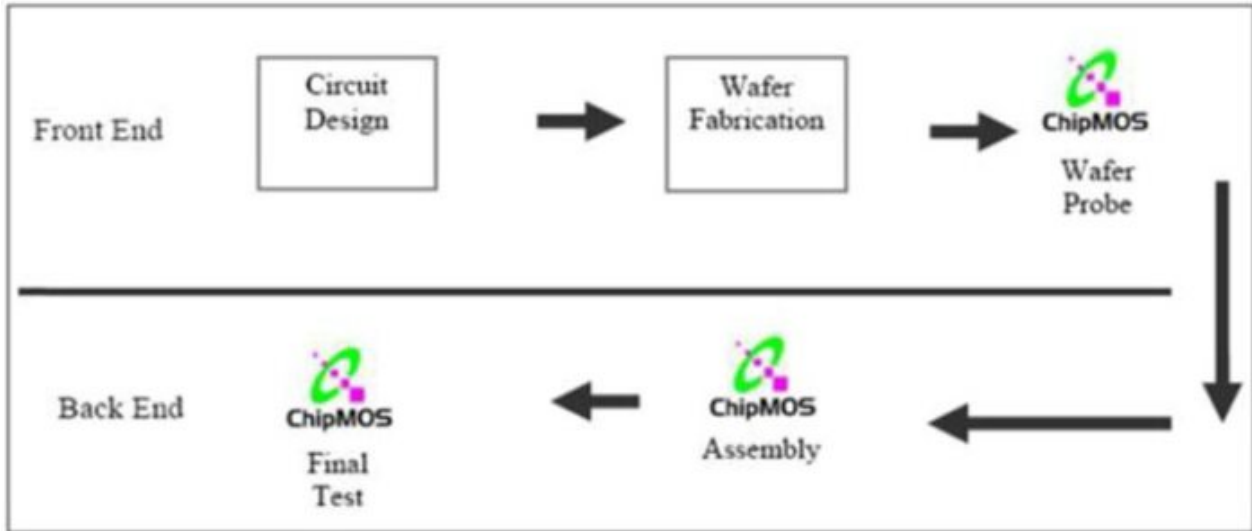 Front End
Circuit
Design
Wafer
Fabrication
ChipMOS
Wafer
Probe
Back End
ChipMOS
Final
Test
ChipMOS
Assembly